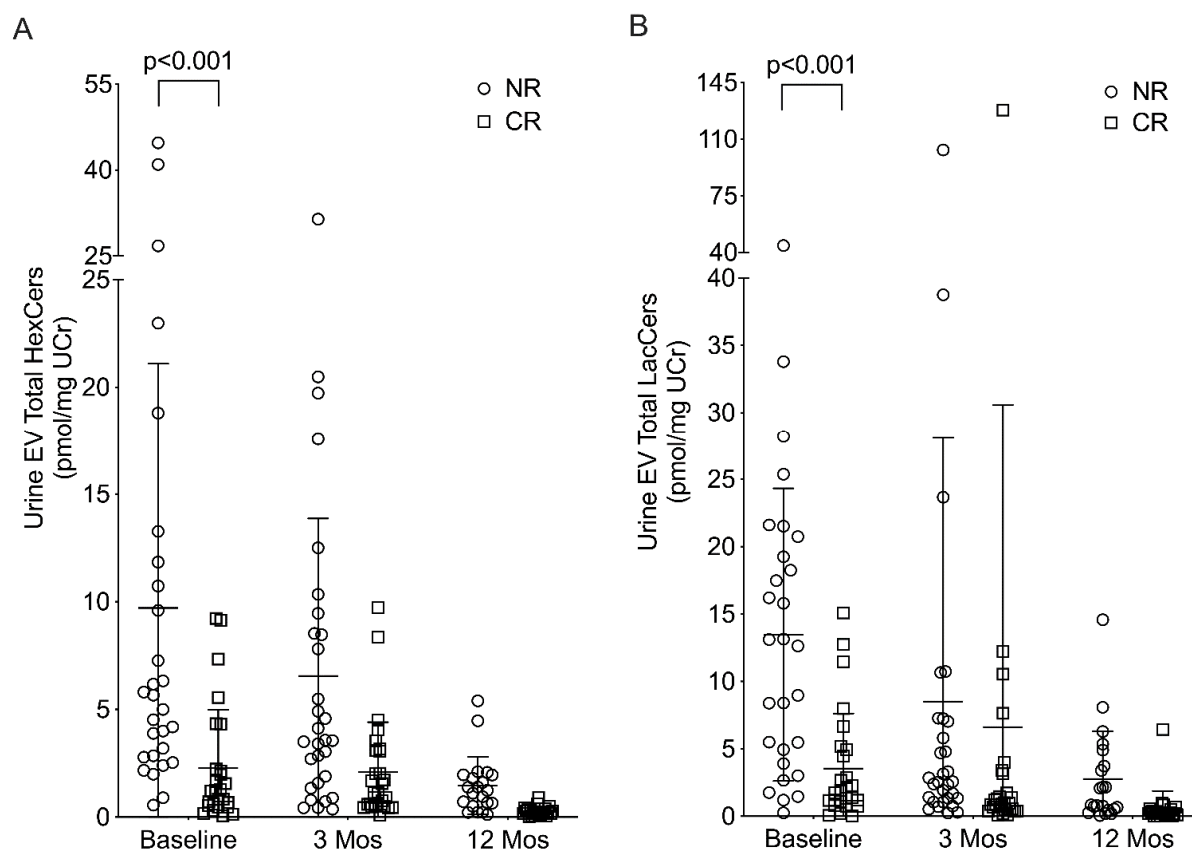 A
p<0.001
NR
CR
55
40
25
25
20
15
10
5
0
Urine EV Total HexCers
(pmol/mg UCr)
Baseline
3 Mos
12 Mos
B
p<0.001
NR
CR
145
110
75
40
40
35
30
25
20
15
10
5
0
Urine EV Total LacCers
(pmol/mg UCr)
Baseline
3 Mos
12 Mos